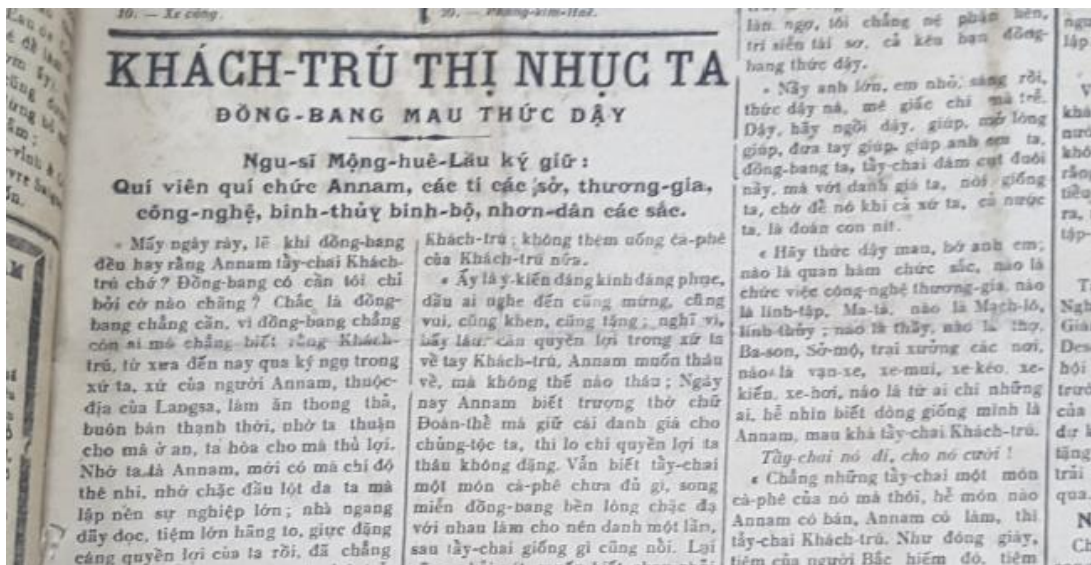 10. — Xe công.
KHÁCH-TRÚ THỊ NHỤC TA
ĐỒNG-BANG MAU THỨC DẬY
Ngu-sĩ Mộng-huê-Lầu ký giữ :
Quí viên quí chức Annam, các ti các sở, thương-gia,
công-nghệ, binh-thủy binh-bộ, nhơn-dân các sắc.
« Mấy ngày rày, lẽ khi đồng-bang
đều hay rằng Annam tẩy-chai Khách-
trú chớ ? Đồng-bang có cần tôi chỉ
bởi cớ nào chăng ? Chắc là đồng-
bang chẳng cần, vì đồng-bang chẳng
còn ai mà chẳng biết rằng Khách-
trú, từ xưa đến nay qua ký ngụ trong
xứ ta, xứ của người Annam, thuộc-
địa của Langsa, làm ăn thong thả,
buôn bán thạnh thới, nhờ ta thuận
cho mà ở an, ta hòa cho mà thủ lợi.
Nhờ ta là Annam, mới có mà chi độ
thê nhi, nhờ chặc đầu lột da ta mà
lập nên sự nghiệp lớn ; nhà ngang
dãy dọc, tiệm lớn hãng to, giực đặng
cáng quyền lợi của ta rồi, đã chẳng
Khách-trú ; không thèm uống cà-phê
của Khách-trú nữa.
« Ấy là ý-kiến đáng kính đáng phục,
dầu ai nghe đến cũng mừng, cũng
vui, cũng khen, cũng tặng ; nghĩ vì,
bấy lâu cán quyền lợi trong xứ ta
về tay Khách-trú, Annam muốn thâu
về, mà không thế nào thâu ; Ngày
nay Annam biết trượng thờ chữ
Đoàn-thể mà giữ cái danh giá cho
chủng-tộc ta, thì lo chi quyền lợi ta
thâu không đặng. Vẫn biết tẩy-chai
một món cà-phê chưa đủ gì, song
miễn đồng-bang bền lòng chặc dạ
với nhau làm cho nên danh một lần,
sau tẩy-chai giống gì cũng nổi. Lại
làn ngơ, tôi chẳng nề phận hèn,
trí siển tài sơ, cả kêu bạn đồng-
bang thức dậy.
« Nầy anh lớn, em nhỏ, sáng rồi,
thức dậy nà, mê giấc chi mà trễ.
Dậy, hãy ngồi dậy, giúp, mở lòng
giúp, đưa tay giúp, giúp anh em ta,
đồng-bang ta, tẩy-chai đám cụt đuôi
nầy, mà với danh giá ta, nòi giống
ta, chớ để nó khi cả xứ ta, cả nước
ta, là đoàn con nít.
« Hãy thức dậy mau, bớ anh em;
nào là quan hàm chức sắc, nào là
chức việc công-nghệ thương-gia, nào
là lính-tập, Ma-tà, nào là Mạch-lô,
lính-thủy ; nào là thầy, nào là thợ,
Ba-son, Sở-mộ, trại xưởng các nơi,
nào là vạn-xe, xe-mui, xe-kéo, xe-
kiến, xe-hơi, nào là từ ai chí những
ai, hễ nhìn biết dòng giống mình là
Annam, mau khá tẩy-chai Khách-trú.
Tẩy-chai nó đi, cho nó cười !
« Chẳng những tẩy-chai một món
cà-phê của nó mà thôi, hễ món nào
Annam có bán, Annam có làm, thì
tẩy-chai Khách-trú. Như đóng giày,
tiệm của người Bắc hiếm đó, tiệm